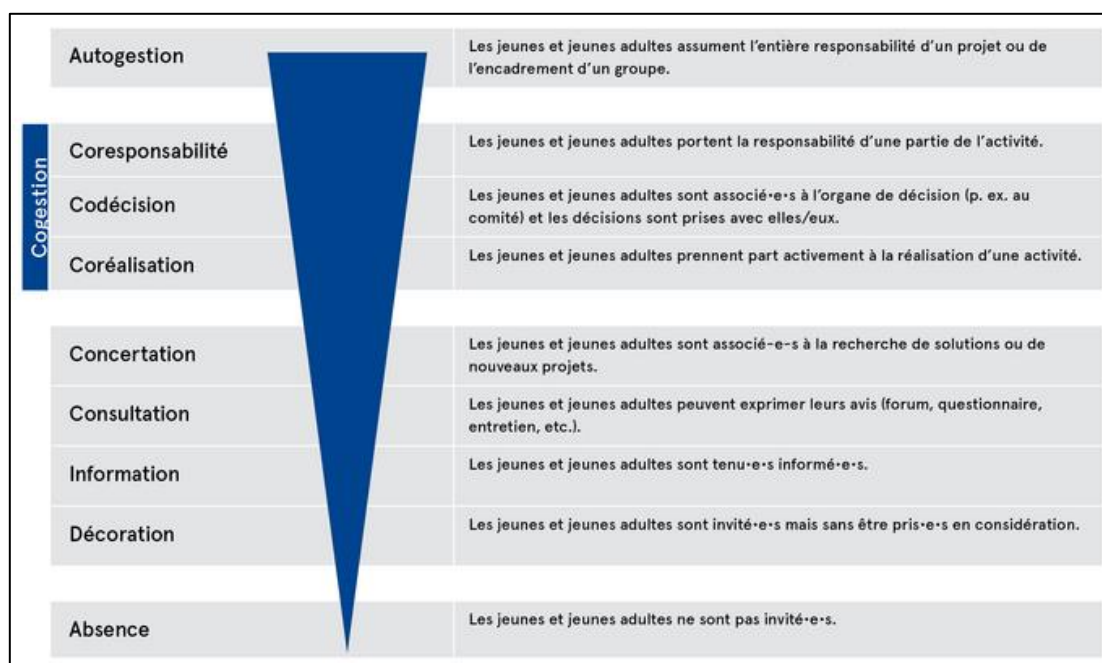 Autogestion
Les jeunes et jeunes adultes assument l'entière responsabilité d'un projet ou de
l'encadrement d'un groupe.
Cogestion
Coresponsabilité
Les jeunes et jeunes adultes portent la responsabilité d'une partie de l'activité.
Codécision
Les jeunes et jeunes adultes sont associé•e•s à l'organe de décision (p. ex. au
comité) et les décisions sont prises avec elles/eux.
Coréalisation
Les jeunes et jeunes adultes prennent part activement à la réalisation d'une activité.
Concertation
Les jeunes et jeunes adultes sont associé-e-s à la recherche de solutions ou de
nouveaux projets.
Consultation
Les jeunes et jeunes adultes peuvent exprimer leurs avis (forum, questionnaire,
entretien, etc.).
Information
Les jeunes et jeunes adultes sont tenu•e•s informé•e•s.
Décoration
Les jeunes et jeunes adultes sont invité•e•s mais sans être pris•e•s en considération.
Absence
Les jeunes et jeunes adultes ne sont pas invité•e•s.